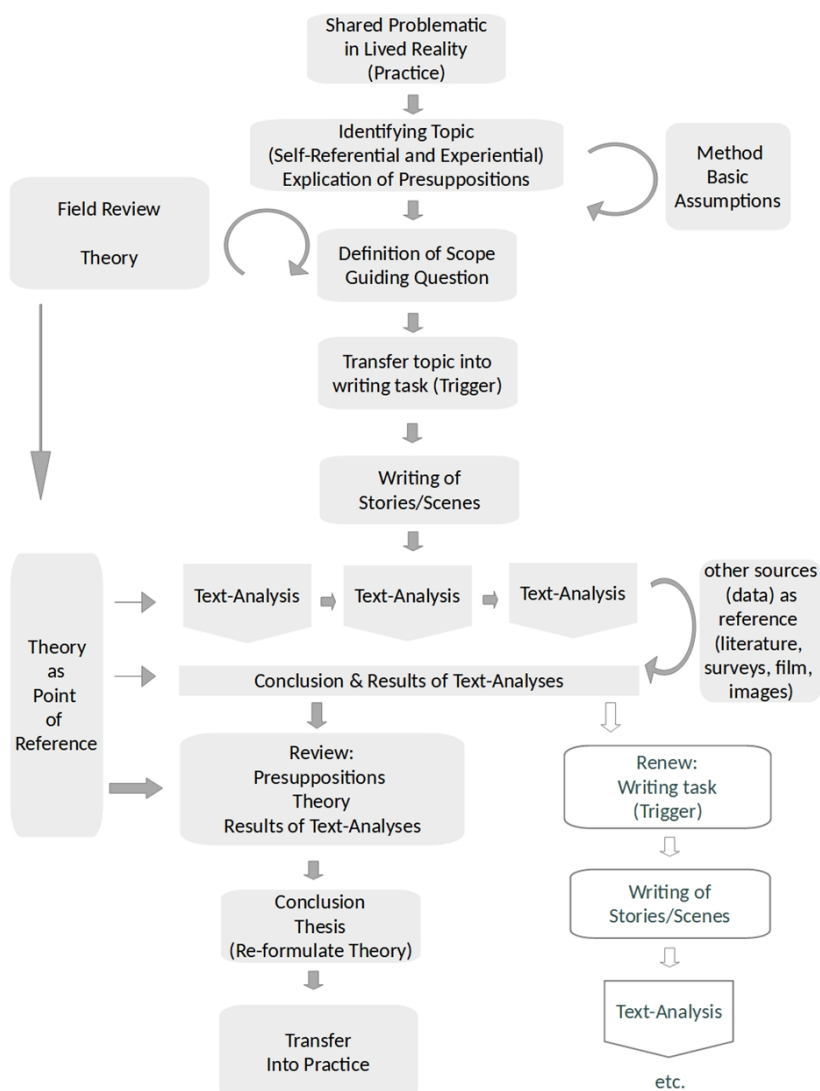 Shared Problematic
in Lived Reality
(Practice)
Identifying Topic
(Self-Referential and Experiential)
Explication of Presuppositions
Method
Basic
Assumptions
Field Review
Theory
Definition of Scope
Guiding Question
Transfer topic into
writing task (Trigger)
Writing of
Stories/Scenes
Theory
as
Point
of
Reference
Text-Analysis
Text-Analysis
Text-Analysis
other sources
(data) as
reference
(literature,
surveys, film,
images)
Conclusion & Results of Text-Analyses
Review:
Presuppositions
Theory
Results of Text-Analyses
Renew:
Writing task
(Trigger)
Conclusion
Thesis
(Re-formulate Theory)
Writing of
Stories/Scenes
Transfer
Into Practice
Text-Analysis
etc.